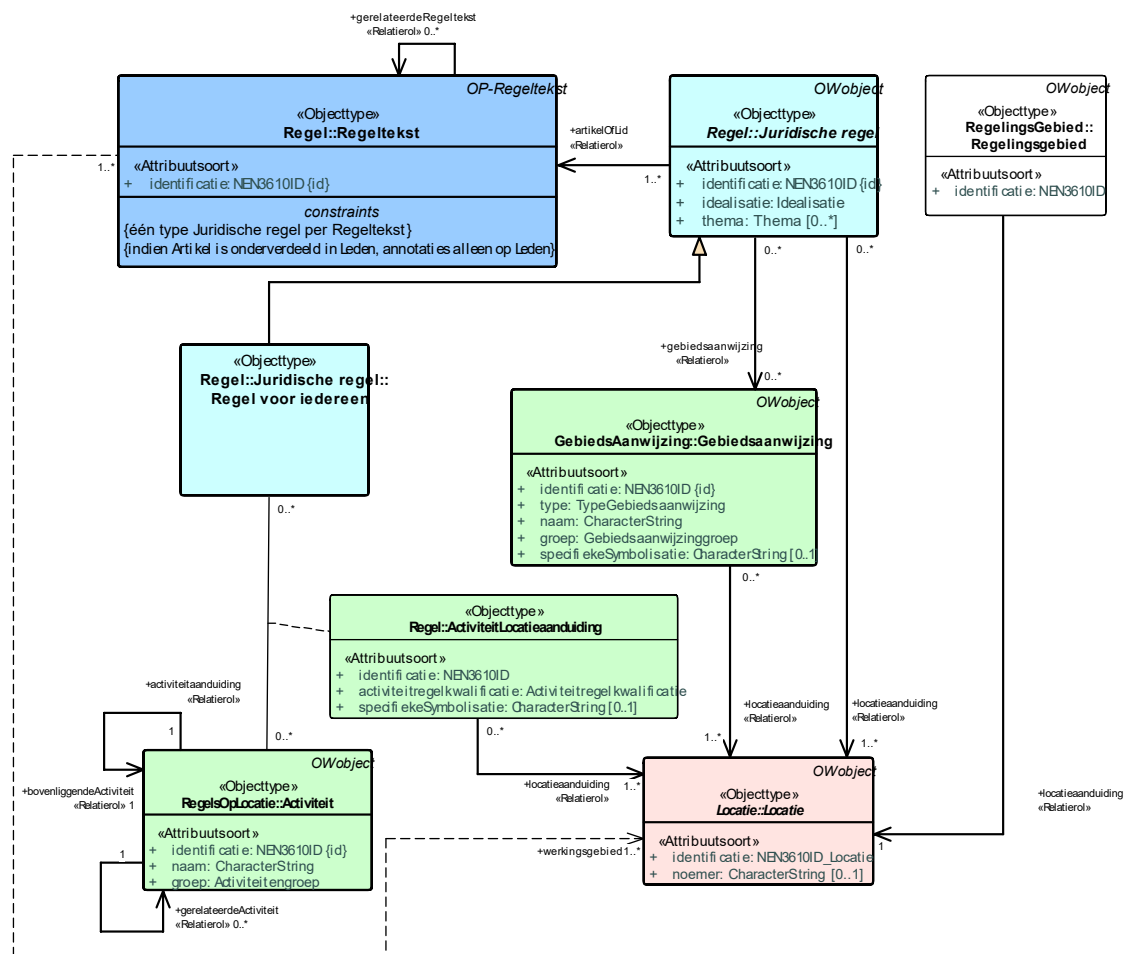 +gerelateerdeRegeltekst
«Relatierol» 0..*
OP-Regeltekst
«Objecttype»
Regel::Regeltekst
«Attribuutsoort»
+ identificatie: NEN3610ID {id}
constraints
{één type Juridische regel per Regeltekst}
{indien Artikel is onderverdeeld in Leden, annotaties alleen op Leden}
1..*
+artikelOfLid
«Relatierol»
1..*
OWobject
«Objecttype»
Regel::Juridische regel
«Attribuutsoort»
+ identificatie: NEN3610ID {id}
+ idealisatie: Idealisatie
+ thema: Thema [0..*]
0..*
0..*
OWobject
«Objecttype»
RegelingsGebied::
Regelingsgebied
«Attribuutsoort»
+ identificatie: NEN3610ID
«Objecttype»
Regel::Juridische regel::
Regel voor iedereen
0..*
+gebiedsaanwijzing
«Relatierol»
0..*
OWobject
«Objecttype»
GebiedsAanwijzing::Gebiedsaanwijzing
«Attribuutsoort»
+ identificatie: NEN3610ID {id}
+ type: TypeGebiedsaanwijzing
+ naam: CharacterString
+ groep: Gebiedsaanwijzinggroep
+ specifiekeSymbolisatie: CharacterString [0..1]
0..*
«Objecttype»
Regel::ActiviteitLocatieaanduiding
«Attribuutsoort»
+ identificatie: NEN3610ID
+ activiteitregelkwalificatie: Activiteitregelkwalificatie
+ specifiekeSymbolisatie: CharacterString [0..1]
0..*
+activiteitaanduiding
«Relatierol»
1
0..*
+bovenliggendeActiviteit
«Relatierol» 1
OWobject
«Objecttype»
RegelsOpLocatie::Activiteit
«Attribuutsoort»
+ identificatie: NEN3610ID {id}
+ naam: CharacterString
+ groep: Activiteitengroep
1
+gerelateerdeActiviteit
«Relatierol» 0..*
+locatieaanduiding
«Relatierol»
1..*
+locatieaanduiding
«Relatierol»
1..*
+locatieaanduiding
«Relatierol»
1..*
OWobject
«Objecttype»
Locatie::Locatie
«Attribuutsoort»
+ identificatie: NEN3610ID_Locatie
+ noemer: CharacterString [0..1]
+werkingsgebied 1..*
+locatieaanduiding
«Relatierol»
1